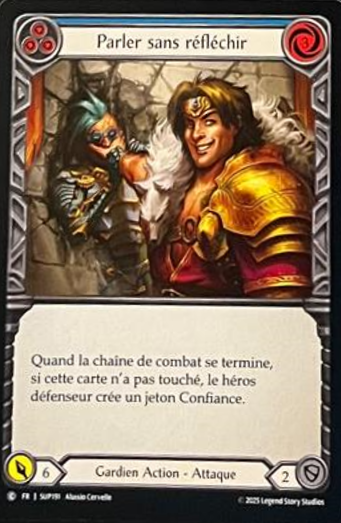 Parler sans réfléchir
3
Quand la chaîne de combat se termine,
si cette carte n'a pas touché, le héros
défenseur crée un jeton Confiance.
6
Gardien Action - Attaque
2
C FR | SUP191 Alessio Cervelle
© 2025 Legend Story Studios